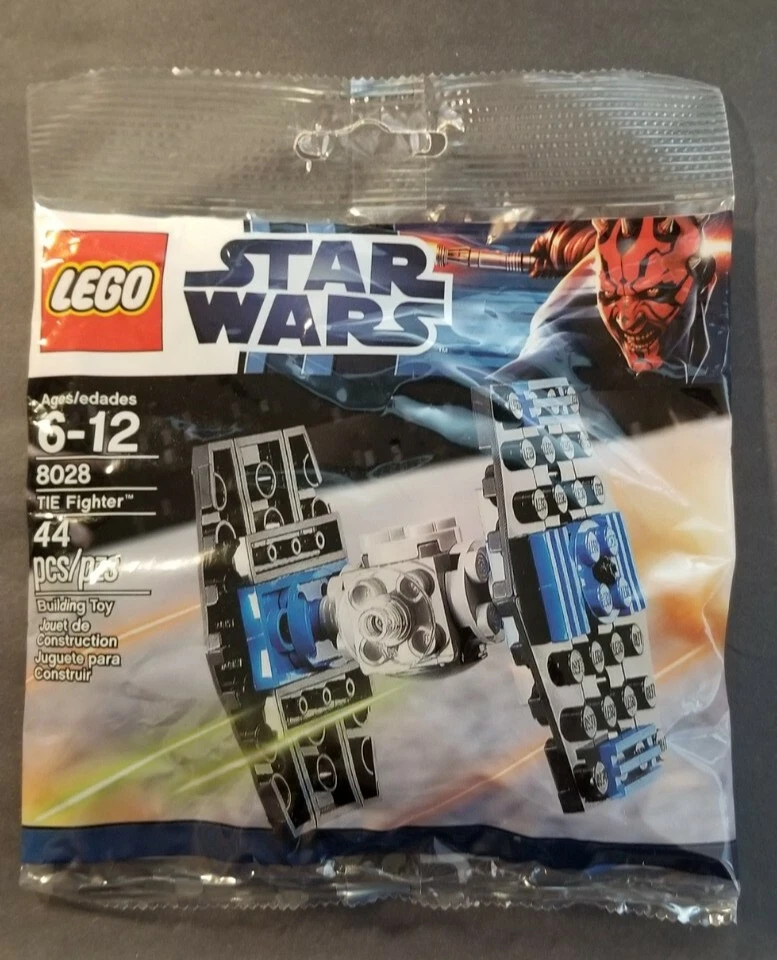 LEGO
STAR
WARS™
Ages/edades
6-12
8028
TIE Fighter™
44
pcs/pzs
Building Toy
Jouet de
Construction
Juguete para
Construir